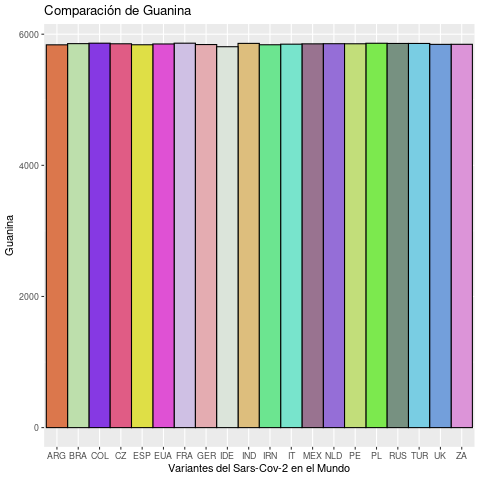 Comparación de Guanina
Guanina
6000
4000
2000
0
ARG BRA COL CZ ESP EUA FRA GER IDE IND IRN IT MEX NLD PE PL RUS TUR UK ZA
Variantes del Sars-Cov-2 en el Mundo